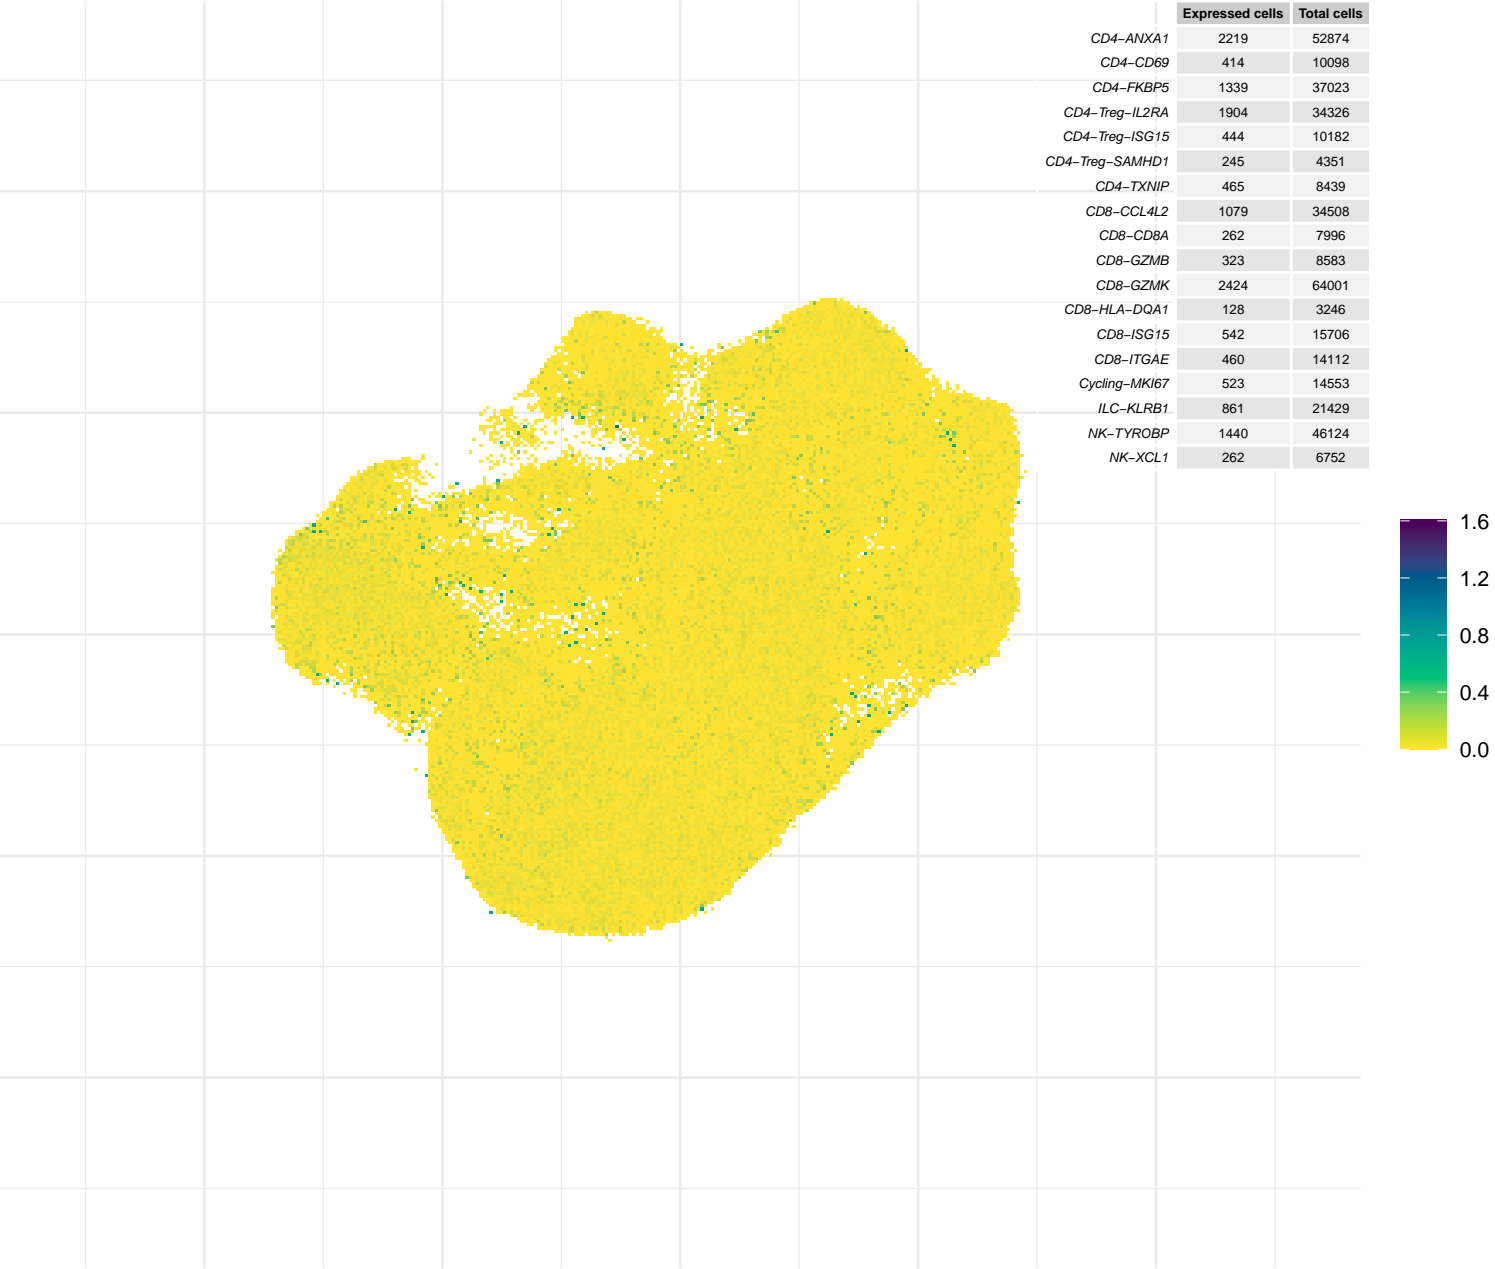 Expressed cells Total cells
CD4−ANXA1 2219 52874
CD4−CD69 414 10098
CD4−FKBP5 1339 37023
CD4−Treg−IL2RA 1904 34326
CD4−Treg−ISG15 444 10182
CD4−Treg−SAMHD1 245 4351
CD4−TXNIP 465 8439
CD8−CCL4L2 1079 34508
CD8−CD8A 262 7996
CD8−GZMB 323 8583
CD8−GZMK 2424 64001
CD8−HLA−DQA1 128 3246
CD8−ISG15 542 15706
CD8−ITGAE 460 14112
Cycling−MKI67 523 14553
ILC−KLRB1 861 21429
NK−TYROBP 1440 46124
NK−XCL1 262 6752
1.6
1.2
0.8
0.4
0.0